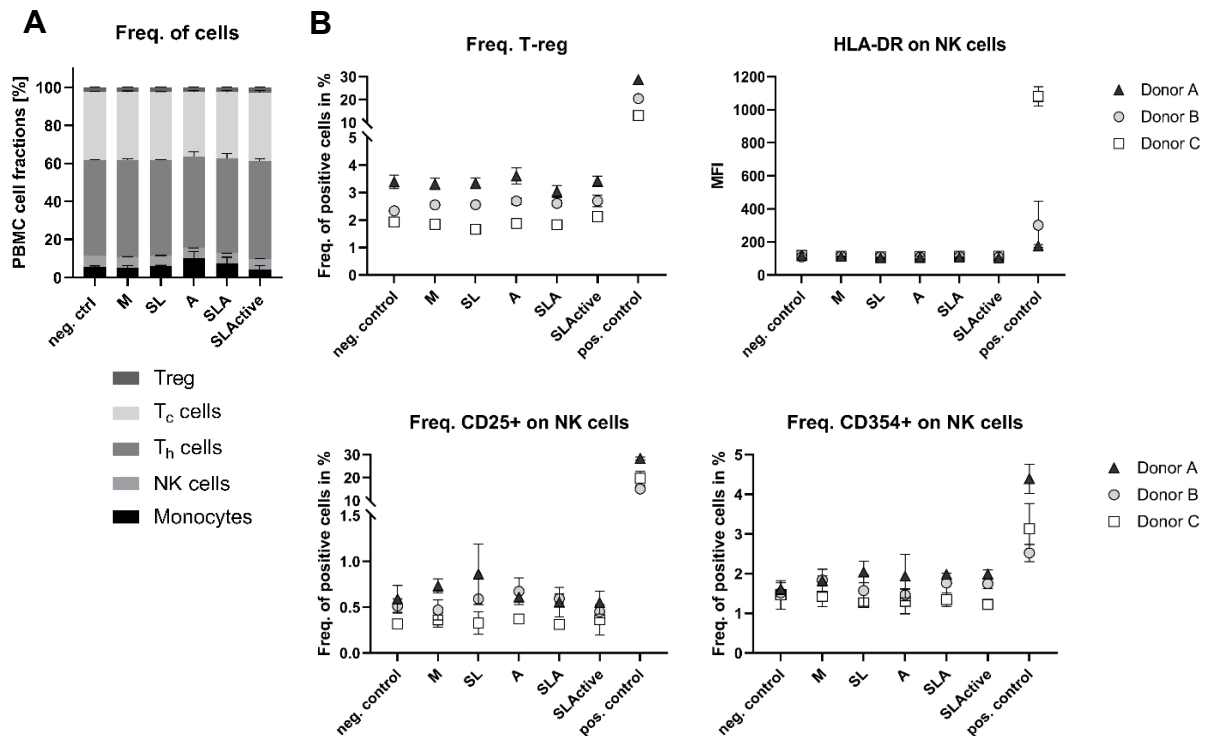 A
Freq. of cells
PBMC cell fractions [%]
100
80
60
40
20
0
neg. ctrl
M
SL
A
SLA
SLActive
Treg
Tc cells
Th cells
NK cells
Monocytes
B
Freq. T-reg
Freq. of positive cells in %
30
20
10
5
4
3
2
1
0
neg. control
M
SL
A
SLA
SLActive
pos. control
HLA-DR on NK cells
MFI
1200
1000
800
600
400
200
0
neg. control
M
SL
A
SLA
SLActive
pos. control
Donor A
Donor B
Donor C
Freq. CD25+ on NK cells
Freq. of positive cells in %
30
20
10
1.5
1.0
0.5
0.0
neg. control
M
SL
A
SLA
SLActive
pos. control
Freq. CD354+ on NK cells
Freq. of positive cells in %
5
4
3
2
1
0
neg. control
M
SL
A
SLA
SLActive
pos. control
Donor A
Donor B
Donor C